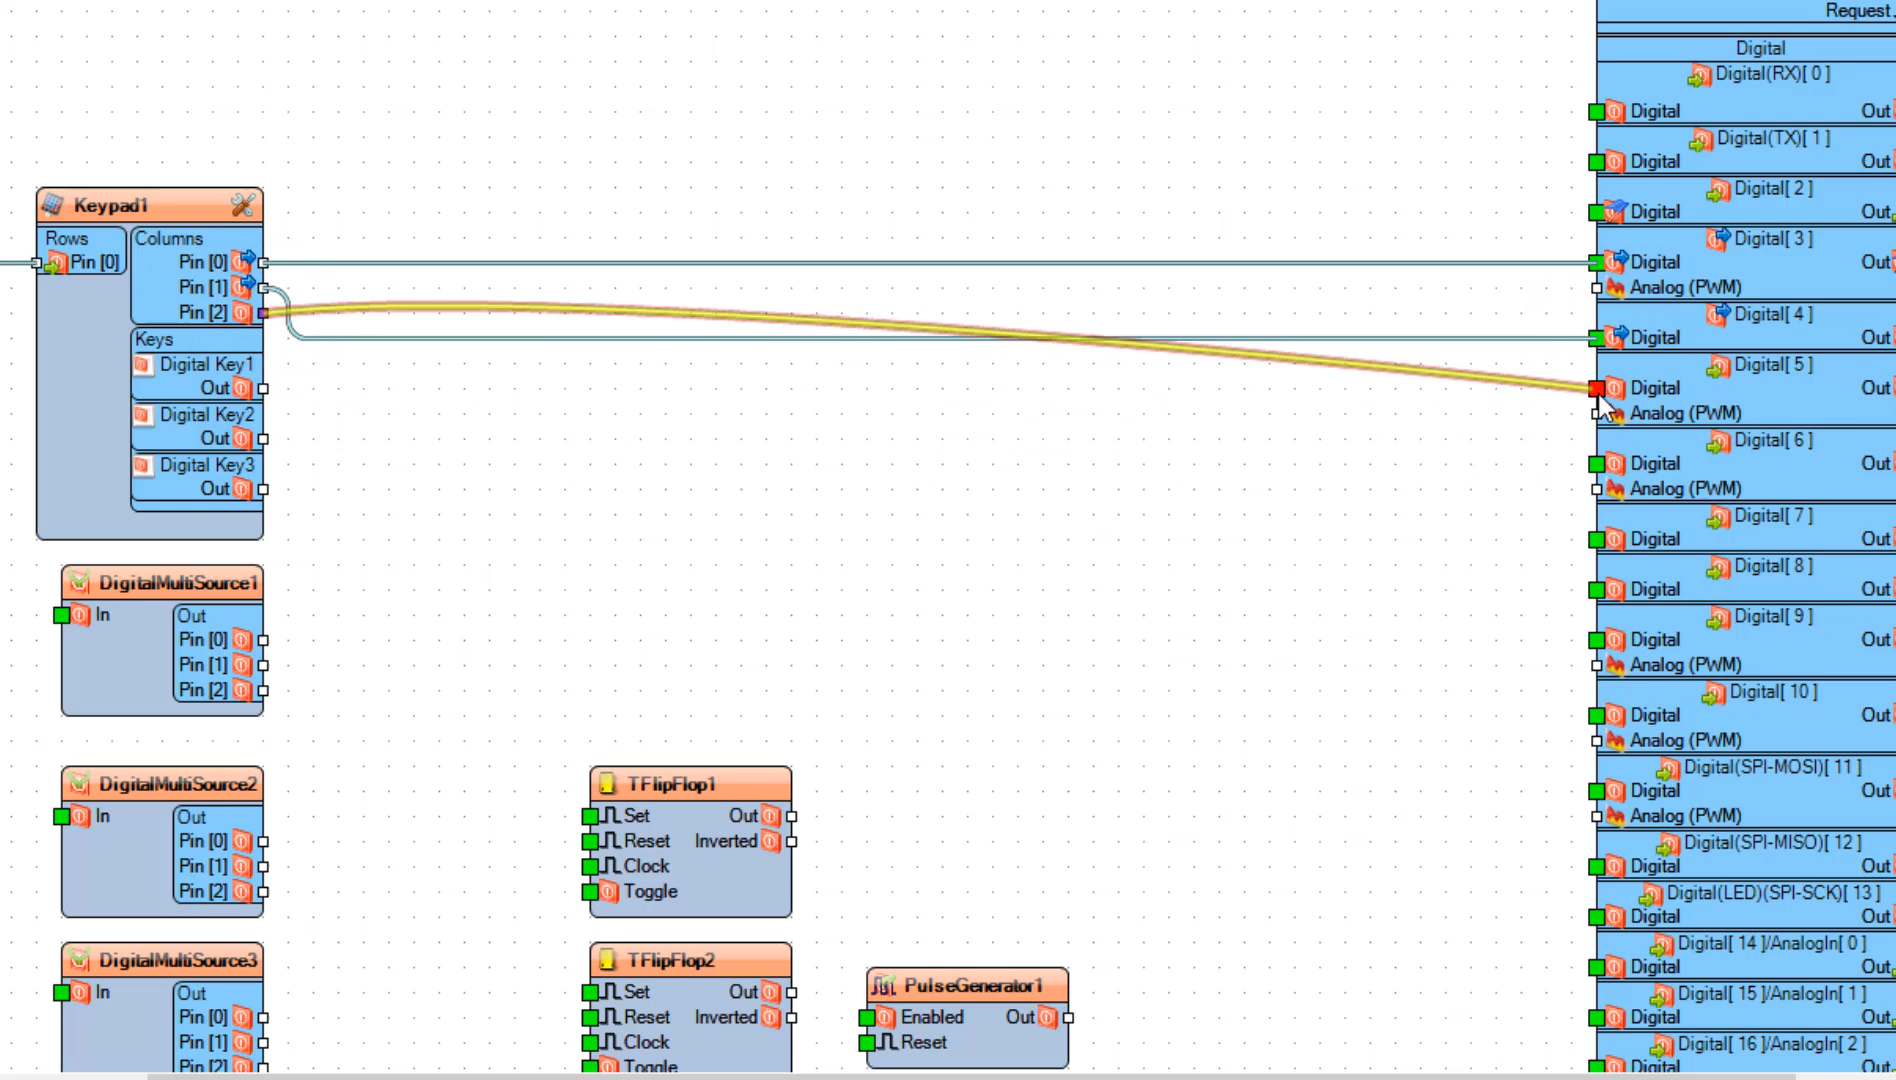 Request
Digital
Digital(RX)[ 0 ]
Digital Out
Digital(TX)[ 1 ]
Digital Out
Digital[ 2 ]
Digital Out
Digital[ 3 ]
Digital Out
Analog (PWM)
Digital[ 4 ]
Digital Out
Digital[ 5 ]
Digital Out
Analog (PWM)
Digital[ 6 ]
Digital Out
Analog (PWM)
Digital[ 7 ]
Digital Out
Digital[ 8 ]
Digital Out
Digital[ 9 ]
Digital Out
Analog (PWM)
Digital[ 10 ]
Digital Out
Analog (PWM)
Digital(SPI-MOSI)[ 11 ]
Digital Out
Analog (PWM)
Digital(SPI-MISO)[ 12 ]
Digital Out
Digital(LED)(SPI-SCK)[ 13 ]
Digital Out
Digital[ 14 ]/AnalogIn[ 0 ]
Digital Out
Digital[ 15 ]/AnalogIn[ 1 ]
Digital Out
Digital[ 16 ]/AnalogIn[ 2 ]
Digital Out
Keypad1
Rows
Pin [0]
Columns
Pin [0]
Pin [1]
Pin [2]
Keys
Digital Key1
Out
Digital Key2
Out
Digital Key3
Out
DigitalMultiSource1
In Out
Pin [0]
Pin [1]
Pin [2]
DigitalMultiSource2
In Out
Pin [0]
Pin [1]
Pin [2]
DigitalMultiSource3
In Out
Pin [0]
Pin [1]
Pin [2]
TFlipFlop1
Set Out
Reset Inverted
Clock
Toggle
TFlipFlop2
Set Out
Reset Inverted
Clock
Toggle
PulseGenerator1
Enabled Out
Reset